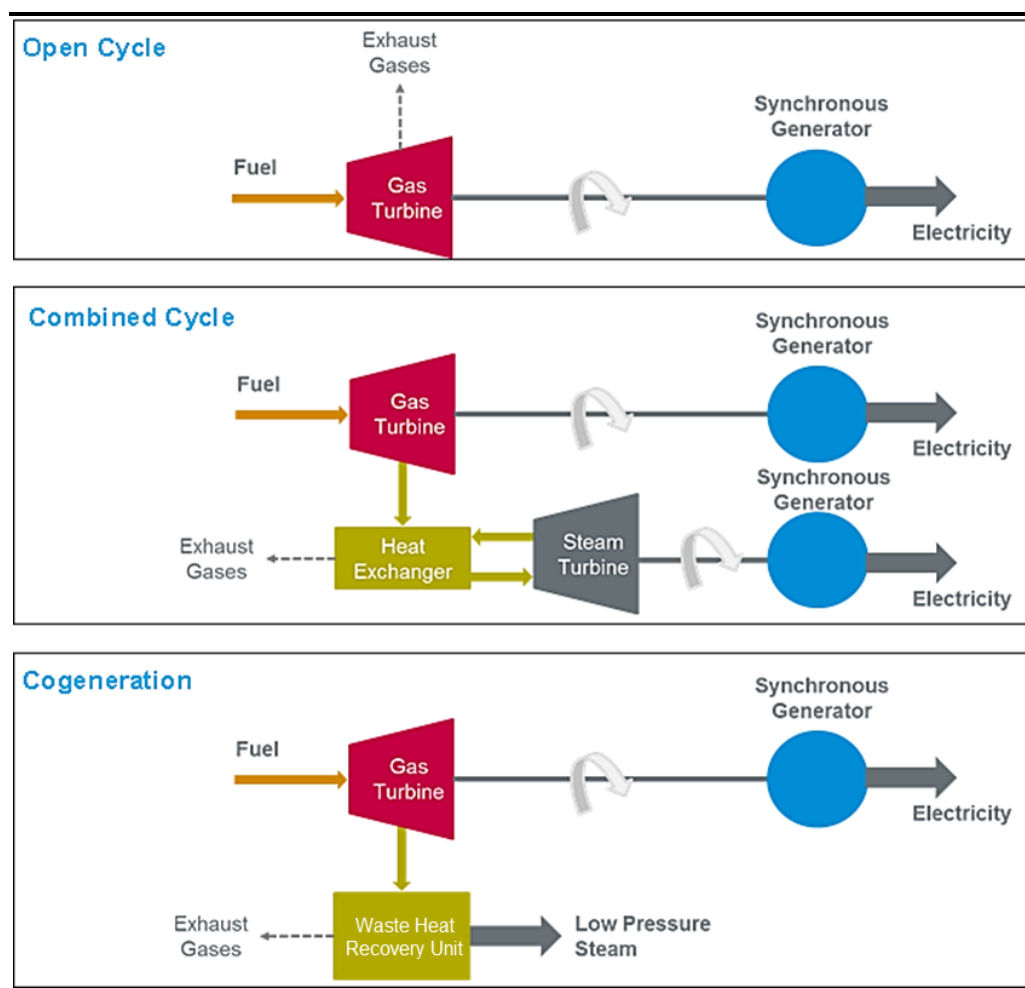 Open Cycle
Exhaust
Gases
Synchronous
Generator
Fuel
Gas
Turbine
Electricity
Combined Cycle
Synchronous
Generator
Fuel
Gas
Turbine
Electricity
Synchronous
Generator
Exhaust
Gases
Heat
Exchanger
Steam
Turbine
Electricity
Cogeneration
Synchronous
Generator
Fuel
Gas
Turbine
Electricity
Exhaust
Gases
Waste Heat
Recovery Unit
Low Pressure
Steam